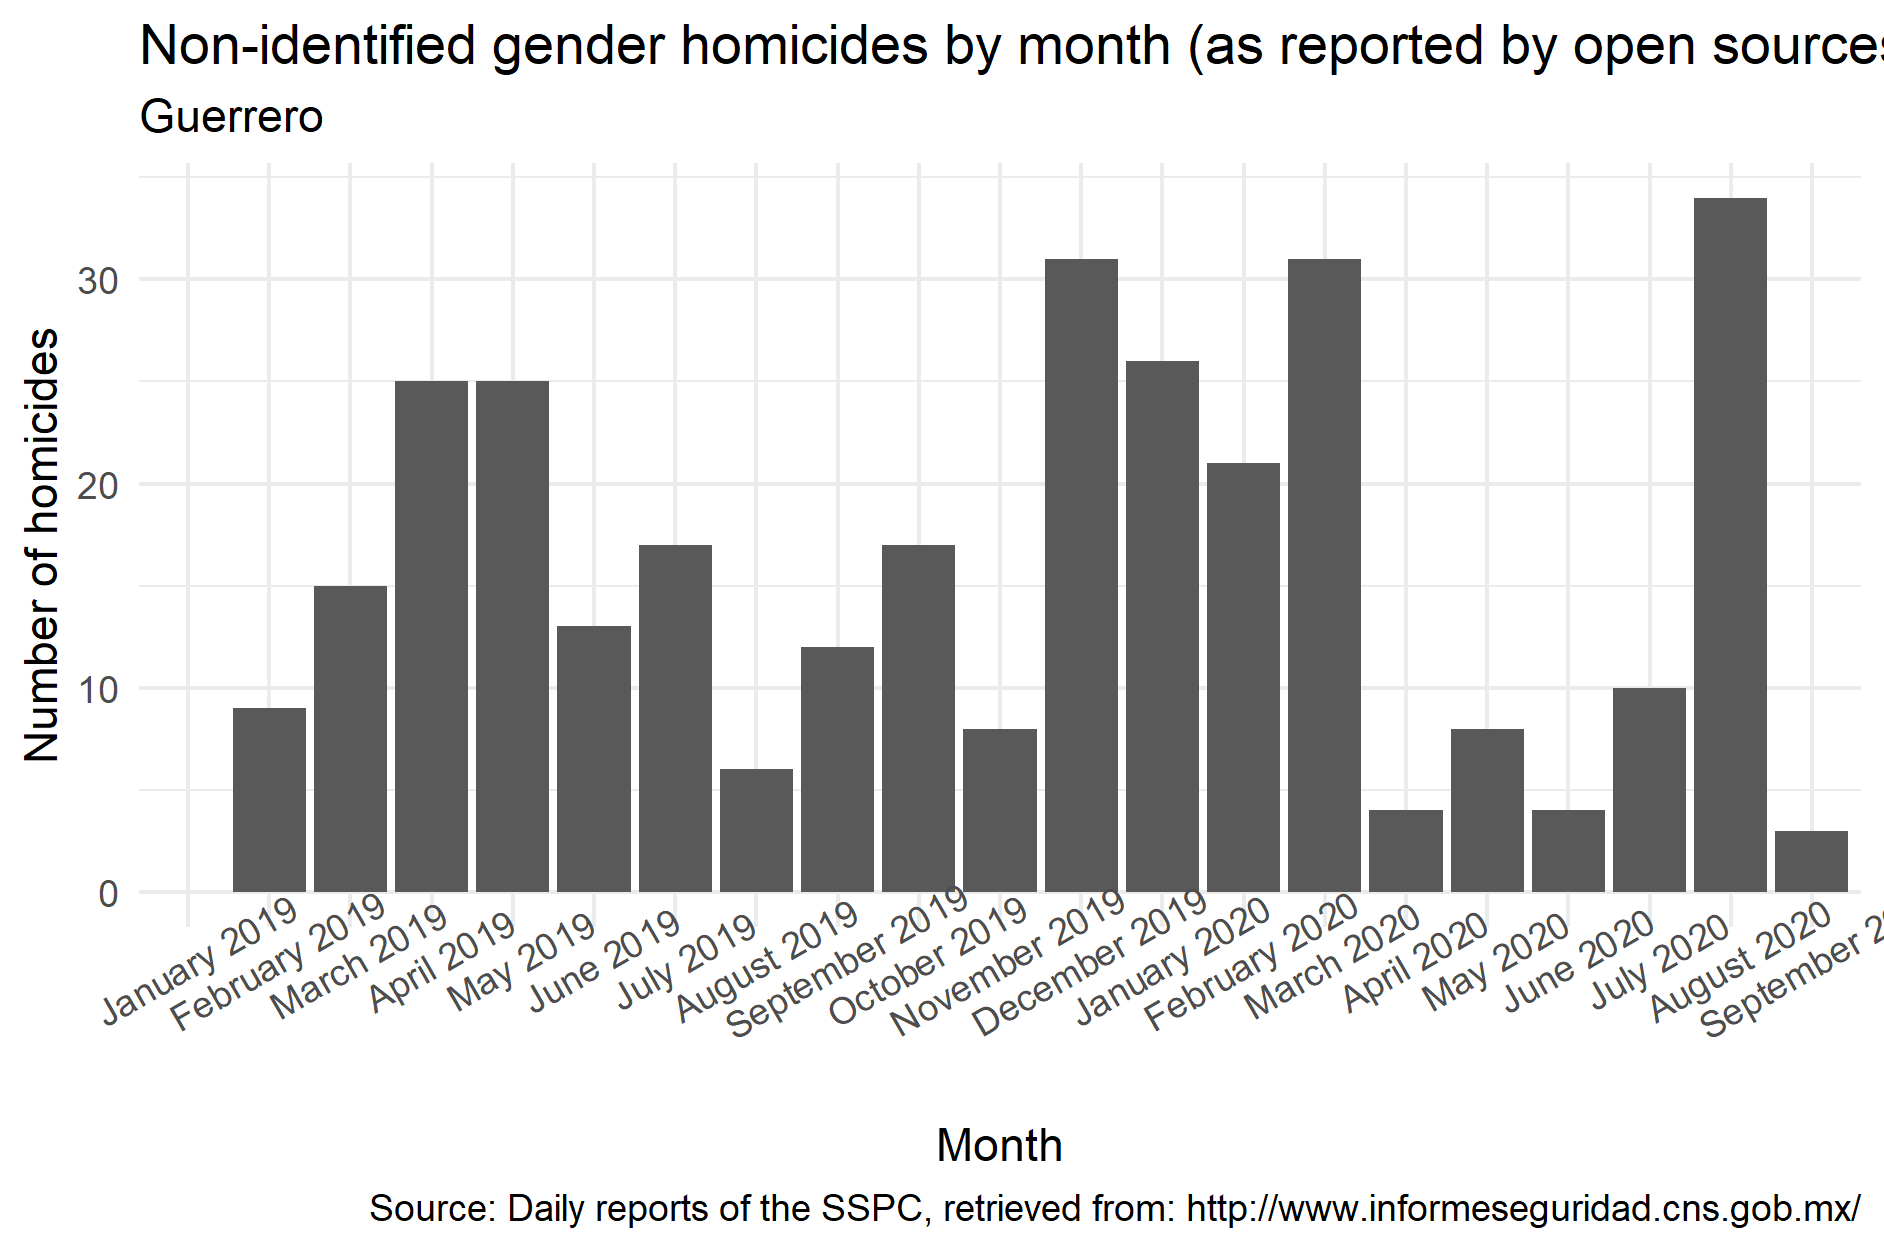 Non-identified gender homicides by month (as reported by open sources
Guerrero
Number of homicides
30
20
10
0
January 2019
February 2019
March 2019
April 2019
May 2019
June 2019
July 2019
August 2019
September 2019
October 2019
November 2019
December 2019
January 2020
February 2020
March 2020
April 2020
May 2020
June 2020
July 2020
August 2020
September 2
Month
Source: Daily reports of the SSPC, retrieved from: http://www.informeseguridad.cns.gob.mx/